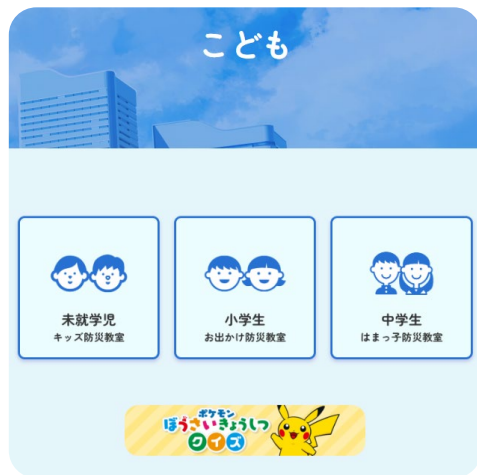 こども
未就学児
キッズ防災教室
小学生
お出かけ防災教室
中学生
はまっ子防災教室
ポケモン
ぼうさいきょうしつ
クイズ